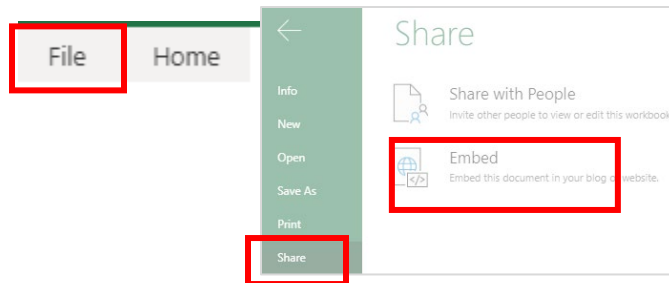 File Home
Info
New
Open
Save As
Print
Share
Share
Share with People
Invite other people to view or edit this workbook
Embed
Embed this document in your blog or website.